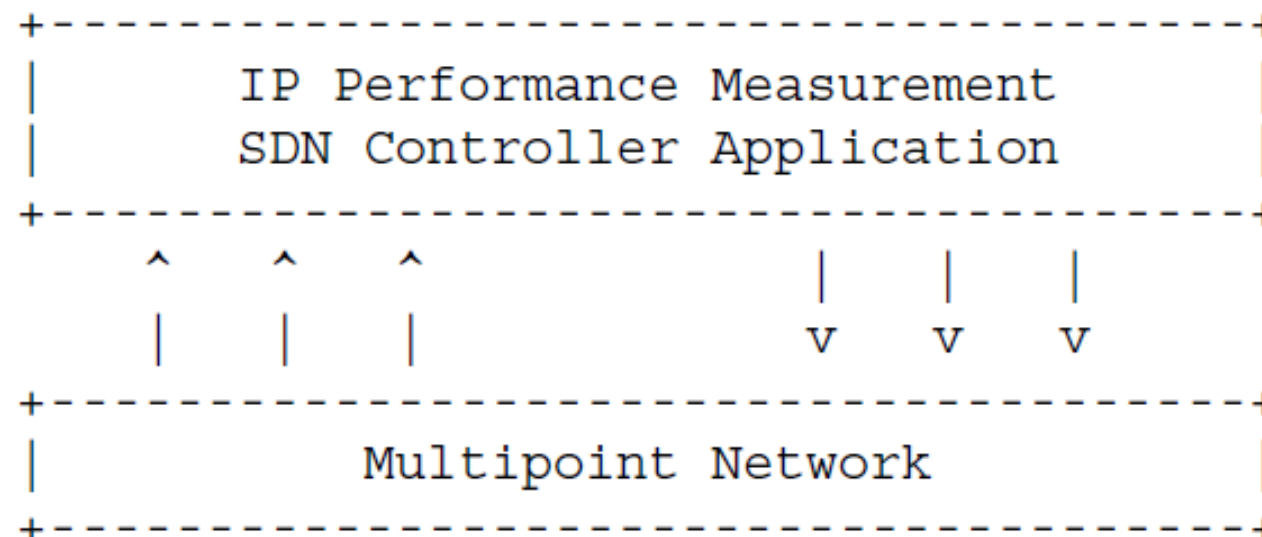 +---------------------------------------+
| IP Performance Measurement |
| SDN Controller Application |
+---------------------------------------+
^ ^ ^ | | |
| | | v v v
+---------------------------------------+
| Multipoint Network |
+---------------------------------------+